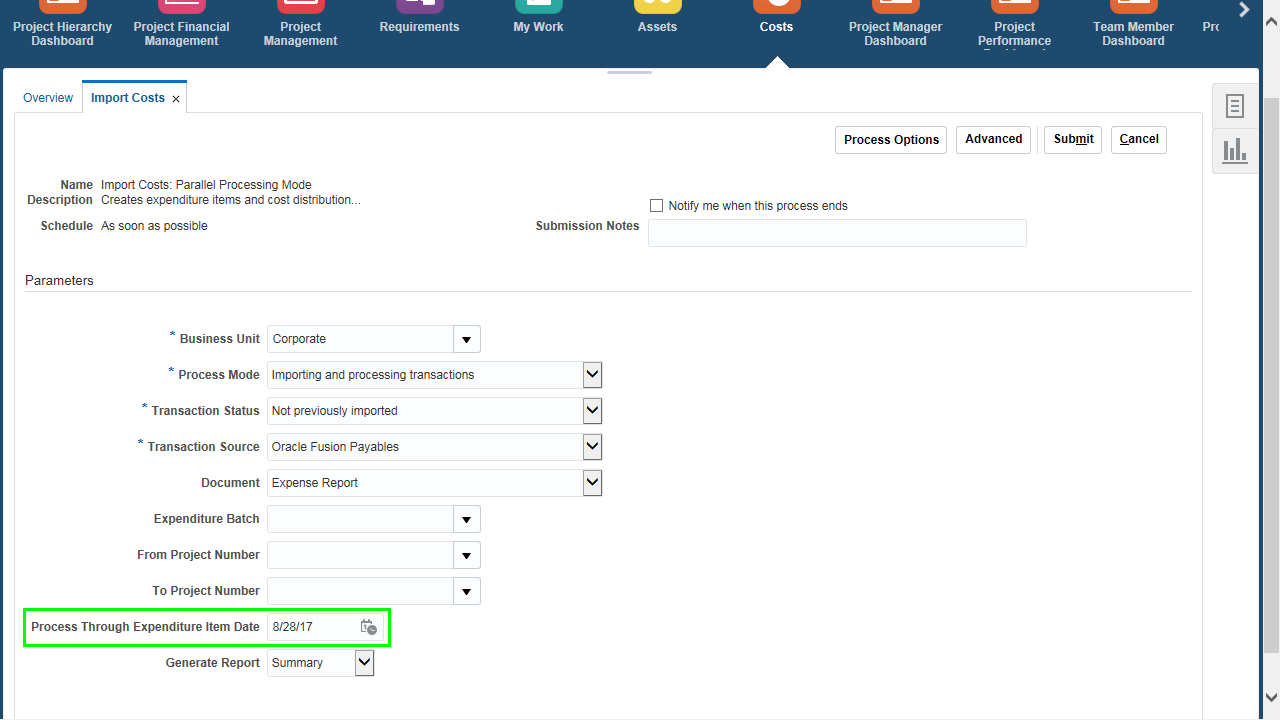 Project Hierarchy
Dashboard
Project Financial
Management
Project
Management
Requirements
My Work
Assets
Costs
Project Manager
Dashboard
Project
Performance
Team Member
Dashboard
Overview
Import Costs
Process Options
Advanced
Submit
Cancel
Name Import Costs: Parallel Processing Mode
Description Creates expenditure items and cost distribution...
Notify me when this process ends
Schedule As soon as possible
Submission Notes
Parameters
* Business Unit Corporate
* Process Mode Importing and processing transactions
* Transaction Status Not previously imported
* Transaction Source Oracle Fusion Payables
Document Expense Report
Expenditure Batch
From Project Number
To Project Number
Process Through Expenditure Item Date 8/28/17
Generate Report Summary